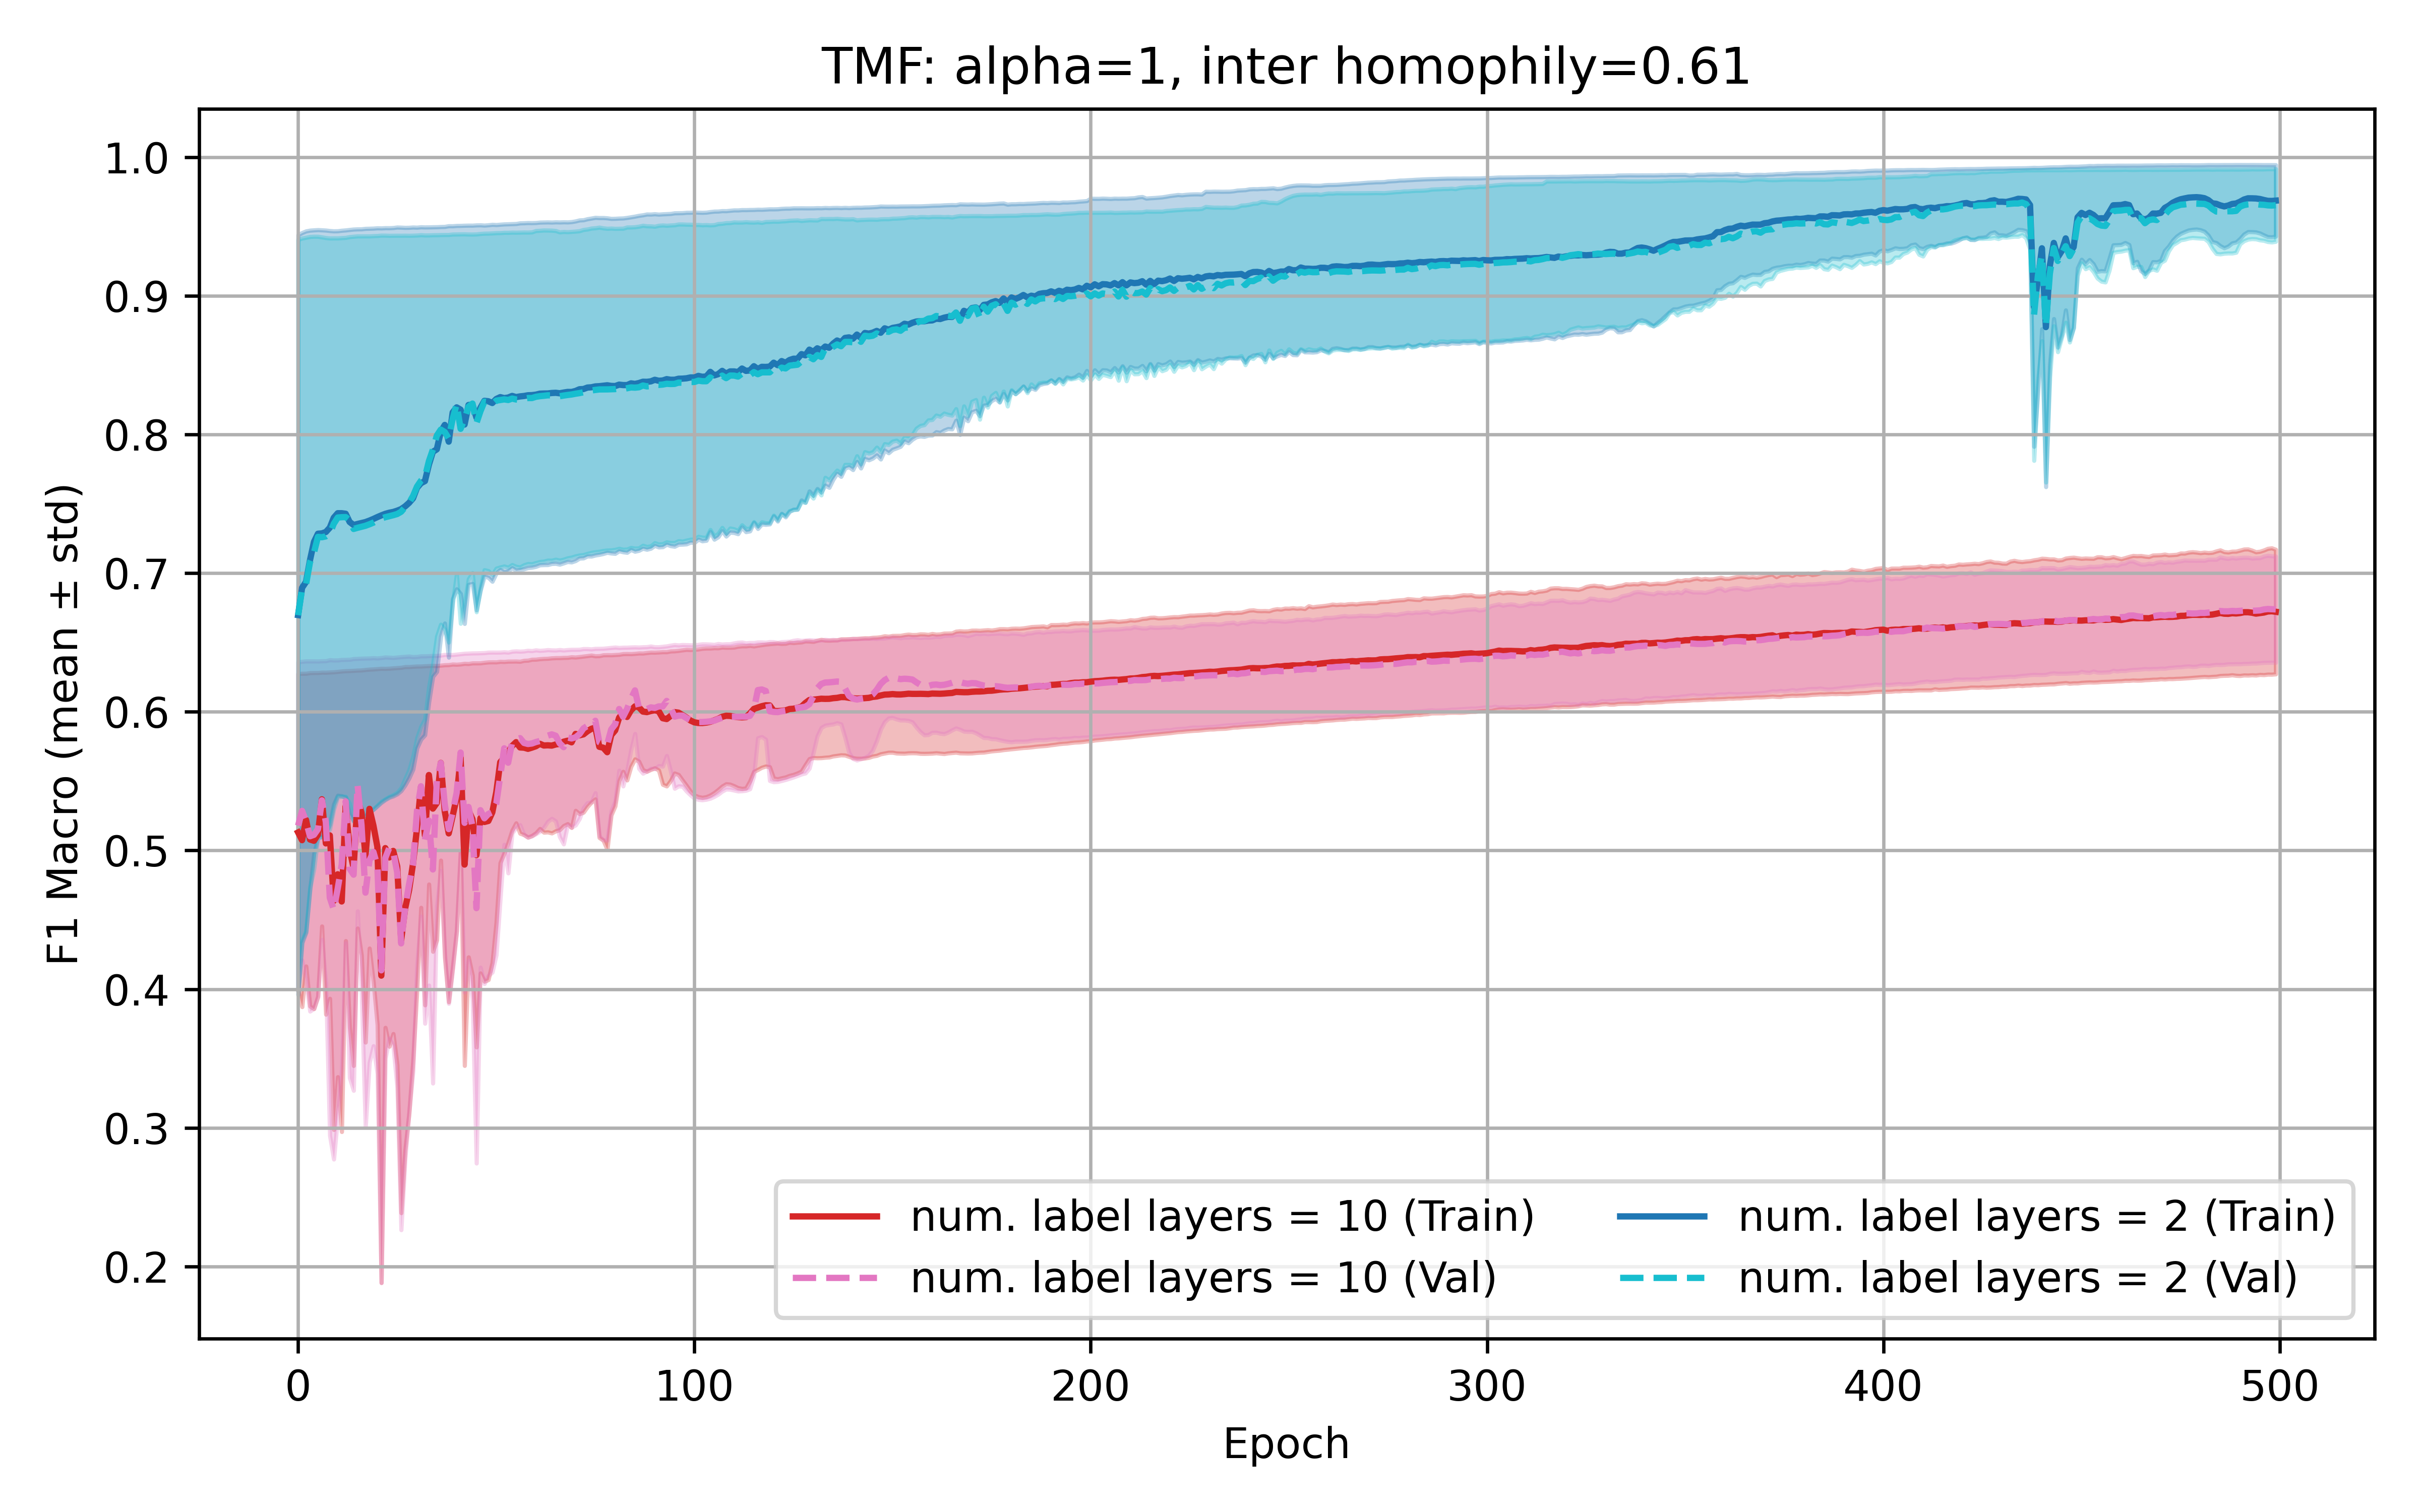 TMF: alpha=1, inter homophily=0.61
F1 Macro (mean ± std)
1.0
0.9
0.8
0.7
0.6
0.5
0.4
0.3
0.2
num. label layers = 10 (Train)
num. label layers = 10 (Val)
num. label layers = 2 (Train)
num. label layers = 2 (Val)
0 100 200 300 400 500
Epoch